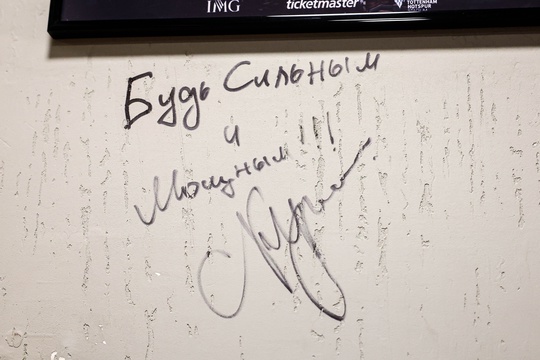 IMG ticketmaster TOTTENHAM
HOTSPUR
Будь Сильным
и
Мощным!!!